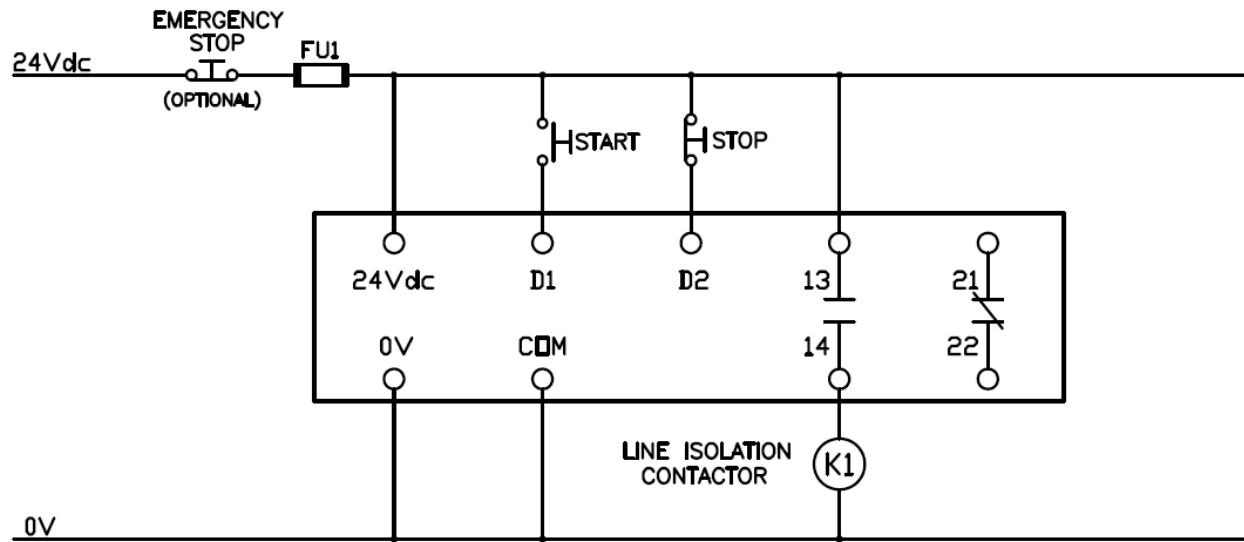 EMERGENCY
STOP
24Vdc
FU1
(OPTIONAL)
START
STOP
24Vdc
D1
D2
13
21
0V
COM
14
22
LINE ISOLATION
CONTACTOR
K1
0V